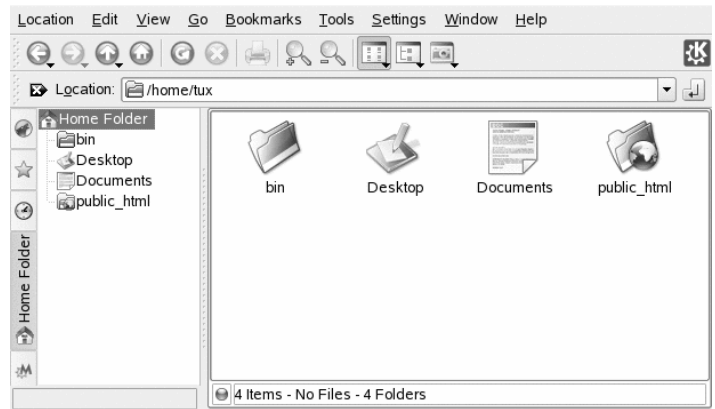 Location Edit View Go Bookmarks Tools Settings Window Help
Location: /home/tux
Home Folder
bin
Desktop
Documents
public_html
Home Folder
bin Desktop Documents public_html
4 Items - No Files - 4 Folders